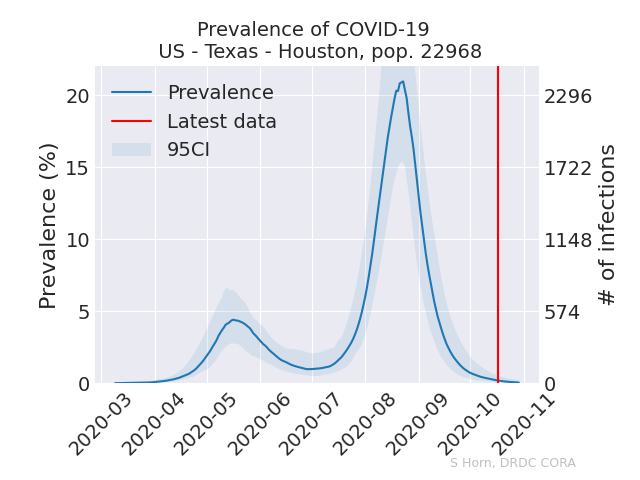 Prevalence of COVID-19
US - Texas - Houston, pop. 22968
Prevalence
Latest data
95CI
Prevalence (%)
20
15
10
5
0
2296
1722
1148
574
0
# of infections
2020-03
2020-04
2020-05
2020-06
2020-07
2020-08
2020-09
2020-10
2020-11
S Horn, DRDC CORA